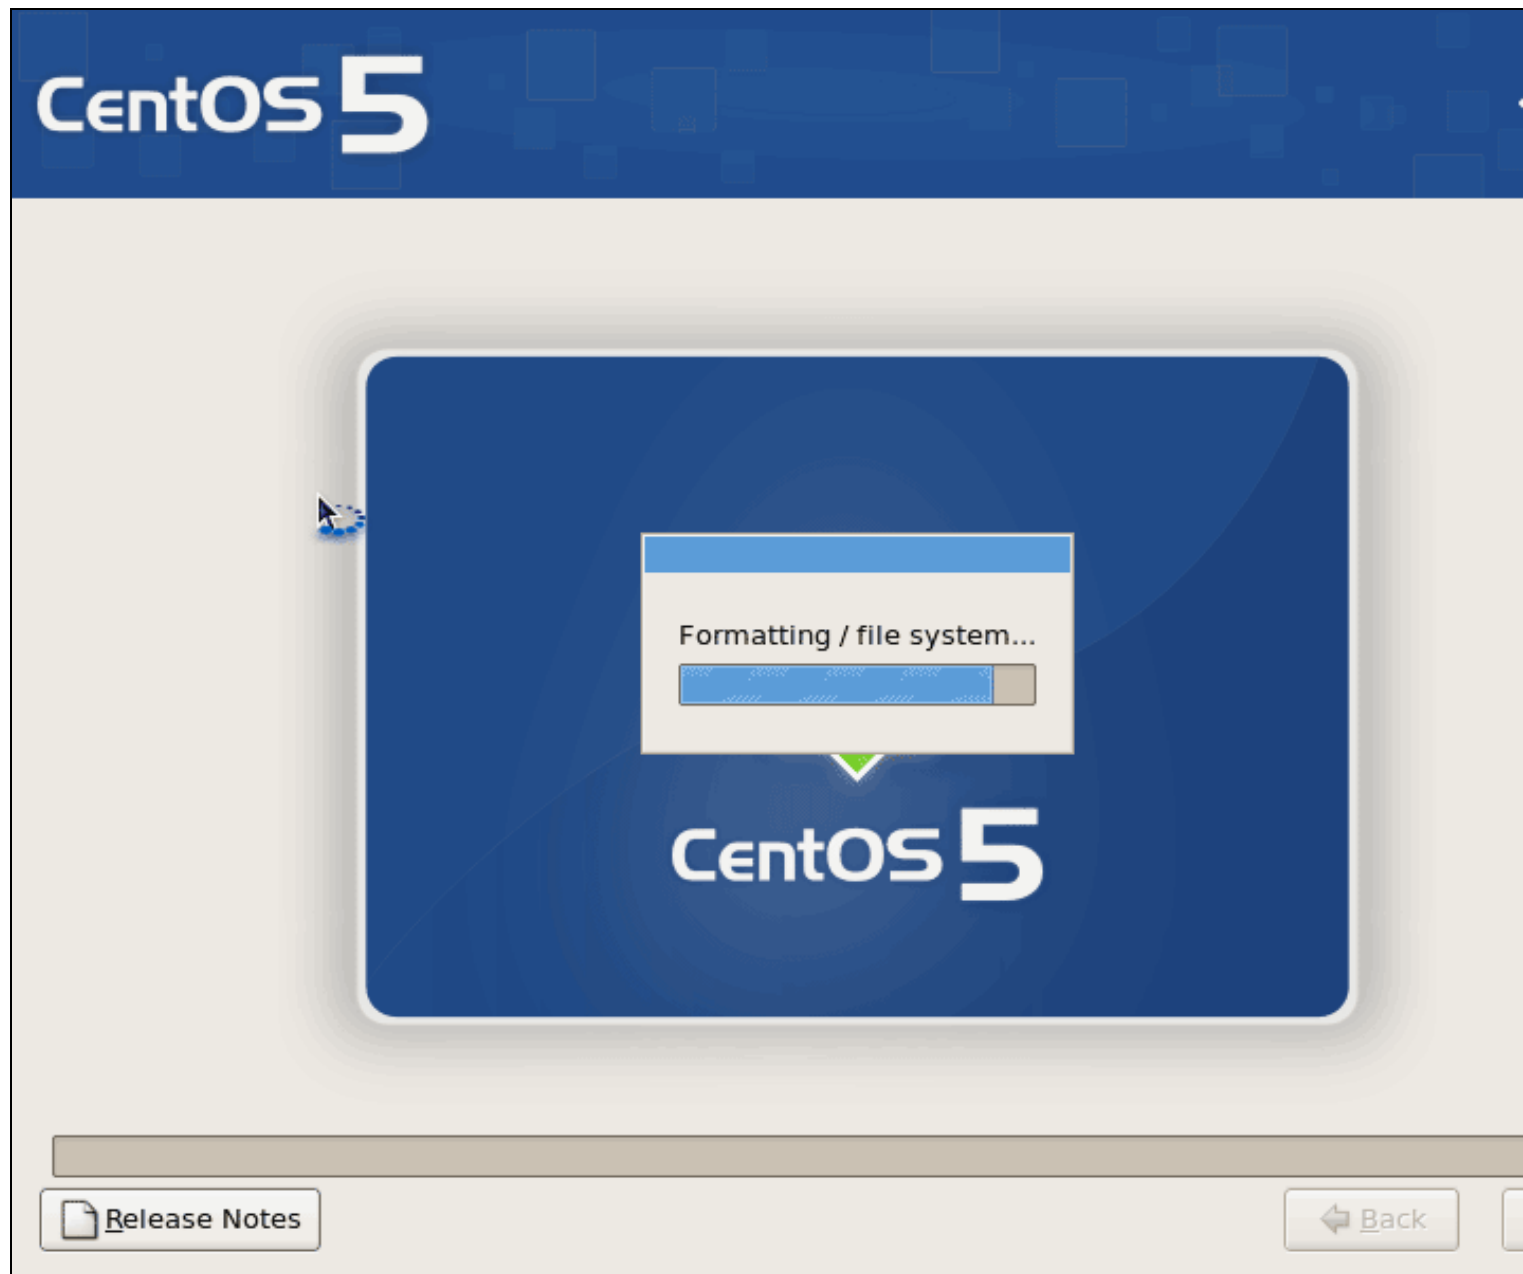 CentOS 5
Formatting / file system...
CentOS 5
Release Notes
Back